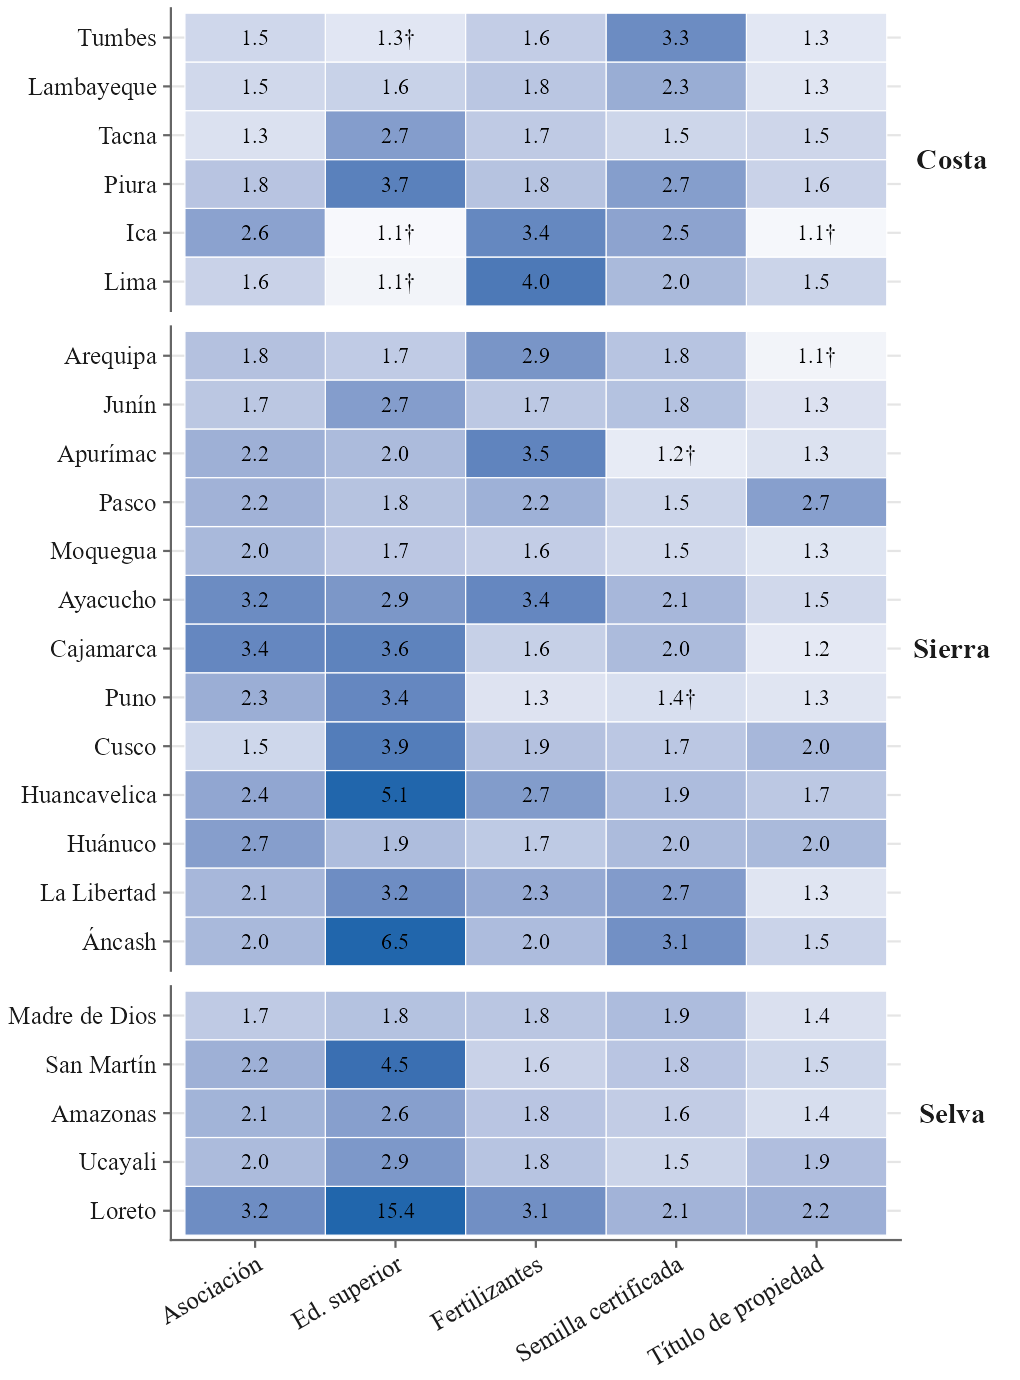 Tumbes 1.5 1.3† 1.6 3.3 1.3
Lambayeque 1.5 1.6 1.8 2.3 1.3
Tacna 1.3 2.7 1.7 1.5 1.5
Costa
Piura 1.8 3.7 1.8 2.7 1.6
Ica 2.6 1.1† 3.4 2.5 1.1†
Lima 1.6 1.1† 4.0 2.0 1.5
Arequipa 1.8 1.7 2.9 1.8 1.1†
Junín 1.7 2.7 1.7 1.8 1.3
Apurímac 2.2 2.0 3.5 1.2† 1.3
Pasco 2.2 1.8 2.2 1.5 2.7
Moquegua 2.0 1.7 1.6 1.5 1.3
Ayacucho 3.2 2.9 3.4 2.1 1.5
Cajamarca 3.4 3.6 1.6 2.0 1.2 Sierra
Puno 2.3 3.4 1.3 1.4† 1.3
Cusco 1.5 3.9 1.9 1.7 2.0
Huancavelica 2.4 5.1 2.7 1.9 1.7
Huánuco 2.7 1.9 1.7 2.0 2.0
La Libertad 2.1 3.2 2.3 2.7 1.3
Áncash 2.0 6.5 2.0 3.1 1.5
Madre de Dios 1.7 1.8 1.8 1.9 1.4
San Martín 2.2 4.5 1.6 1.8 1.5
Amazonas 2.1 2.6 1.8 1.6 1.4 Selva
Ucayali 2.0 2.9 1.8 1.5 1.9
Loreto 3.2 15.4 3.1 2.1 2.2
Asociación
Ed. superior
Fertilizantes
Semilla certificada
Título de propiedad